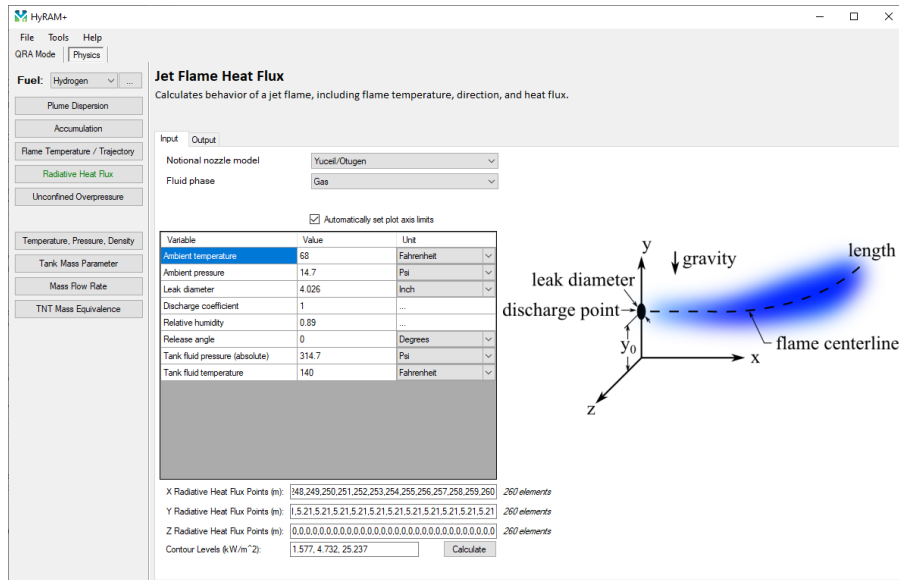 HyRAM+
File Tools Help
QRA Mode Physics
Fuel: Hydrogen ...
Plume Dispersion
Accumulation
Flame Temperature / Trajectory
Radiative Heat Flux
Unconfined Overpressure
Temperature, Pressure, Density
Tank Mass Parameter
Mass Flow Rate
TNT Mass Equivalence
Jet Flame Heat Flux
Calculates behavior of a jet flame, including flame temperature, direction, and heat flux.
Input Output
Notional nozzle model Yuceil/Otugen
Fluid phase Gas
Automatically set plot axis limits
Variable Value Unit
Ambient temperature 68 Fahrenheit
Ambient pressure 14.7 Psi
Leak diameter 4.026 Inch
Discharge coefficient 1 ...
Relative humidity 0.89 ...
Release angle 0 Degrees
Tank fluid pressure (absolute) 314.7 Psi
Tank fluid temperature 140 Fahrenheit
y
gravity
length
leak diameter
discharge point
y0
flame centerline
x
z
X Radiative Heat Flux Points (m): 248,249,250,251,252,253,254,255,256,257,258,259,260 260 elements
Y Radiative Heat Flux Points (m): ,5.21,5.21,5.21,5.21,5.21,5.21,5.21,5.21,5.21,5.21,5.21 260 elements
Z Radiative Heat Flux Points (m): 0,0,0,0,0,0,0,0,0,0,0,0,0,0,0,0,0,0,0,0,0,0,0,0,0,0,0,0,0 260 elements
Contour Levels (kW/m^2): 1.577, 4.732, 25.237 Calculate